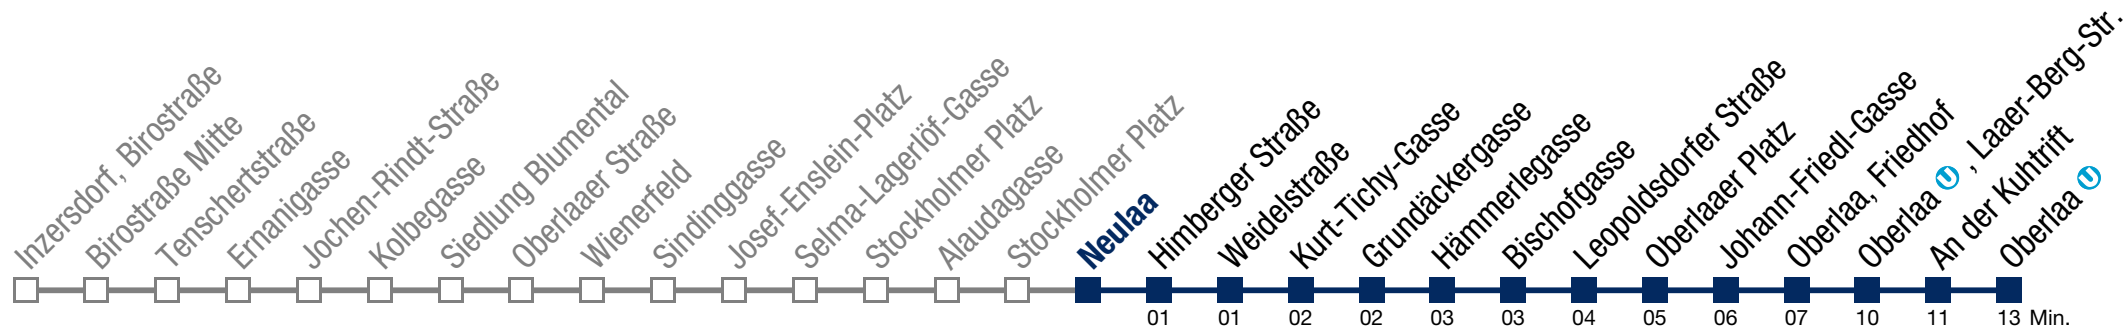 Inzersdorf, Birostraße
Birostraße Mitte
Tenschertstraße
Ernanigasse
Jochen-Rindt-Straße
Kolbegasse
Siedlung Blumental
Oberlaaer Straße
Wienerfeld
Sindinggasse
Josef-Enslein-Platz
Selma-Lagerlöf-Gasse
Stockholmer Platz
Alaudagasse
Stockholmer Platz
Neulaa
Himberger Straße
Weidelstraße
Kurt-Tichy-Gasse
Grundäckergasse
Hämmerlegasse
Bischofgasse
Leopoldsdorfer Straße
Oberlaaer Platz
Johann-Friedl-Gasse
Oberlaa, Friedhof
Oberlaa U, Laaer-Berg-Str.
An der Kuhtrift
Oberlaa U
01 01 02 02 03 03 04 05 06 07 10 11 13 Min.